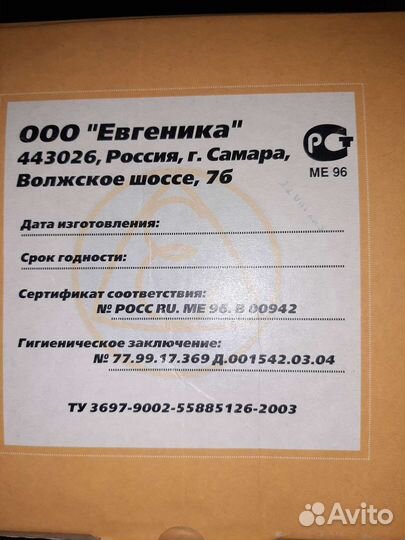 ООО "Евгеника"
443026, Россия, г. Самара,
Волжское шоссе, 7б
РСТ
МЕ 96
Дата изготовления:
Срок годности:
Сертификат соответствия:
№ РОСС RU. МЕ 96. В 00942
Гигиеническое заключение:
№ 77.99.17.369 Д.001542.03.04
ТУ 3697-9002-55885126-2003
Avito